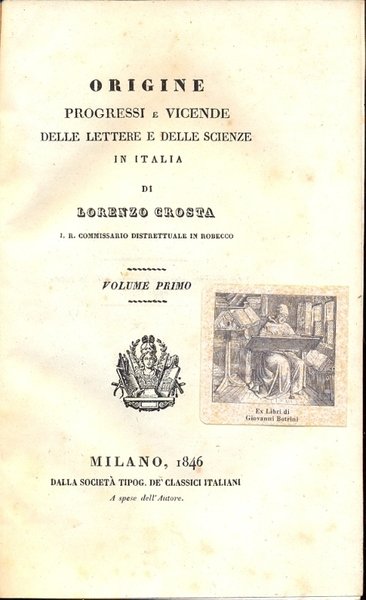 ORIGINE
PROGRESSI E VICENDE
DELLE LETTERE E DELLE SCIENZE
IN ITALIA
DI
LORENZO CROSTA
I. R. COMMISSARIO DISTRETTUALE IN ROBECCO
VOLUME PRIMO
Ex Libri di
Giovanni Botrini
MILANO, 1846
DALLA SOCIETÀ TIPOG. DE' CLASSICI ITALIANI
A spese dell'Autore.